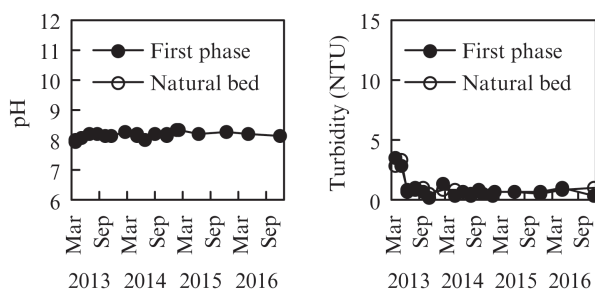 12
11
10
9
8
7
6
pH
First phase
Natural bed
Mar
Sep
Mar
Sep
Mar
Sep
Mar
Sep
2013 2014 2015 2016
15
10
5
0
Turbidity (NTU)
First phase
Natural bed
Mar
Sep
Mar
Sep
Mar
Sep
Mar
Sep
2013 2014 2015 2016